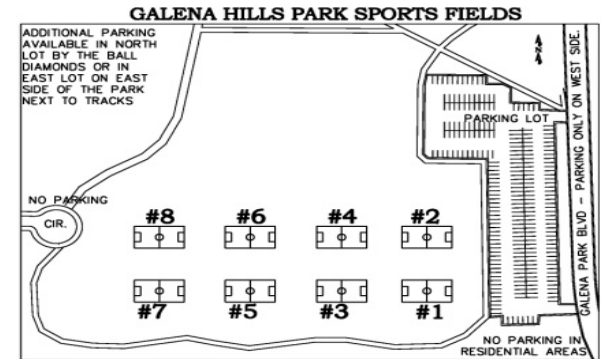 GALENA HILLS PARK SPORTS FIELDS
ADDITIONAL PARKING
AVAILABLE IN NORTH
LOT BY THE BALL
DIAMONDS OR IN
EAST LOT ON EAST
SIDE OF THE PARK
NEXT TO TRACKS
N
PARKING LOT
GALENA PARK BLVD - PARKING ONLY ON WEST SIDE.
NO PARKING
CIR.
#8 #6 #4 #2
#7 #5 #3 #1
NO PARKING IN
RESIDENTIAL AREAS